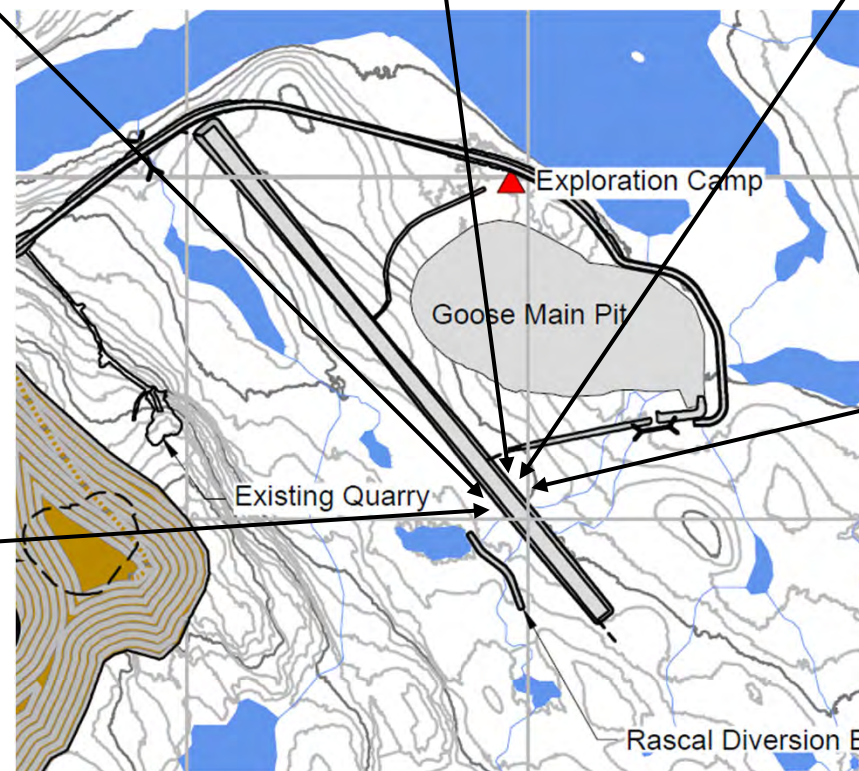 Exploration Camp
Goose Main Pit
Existing Quarry
Rascal Diversion